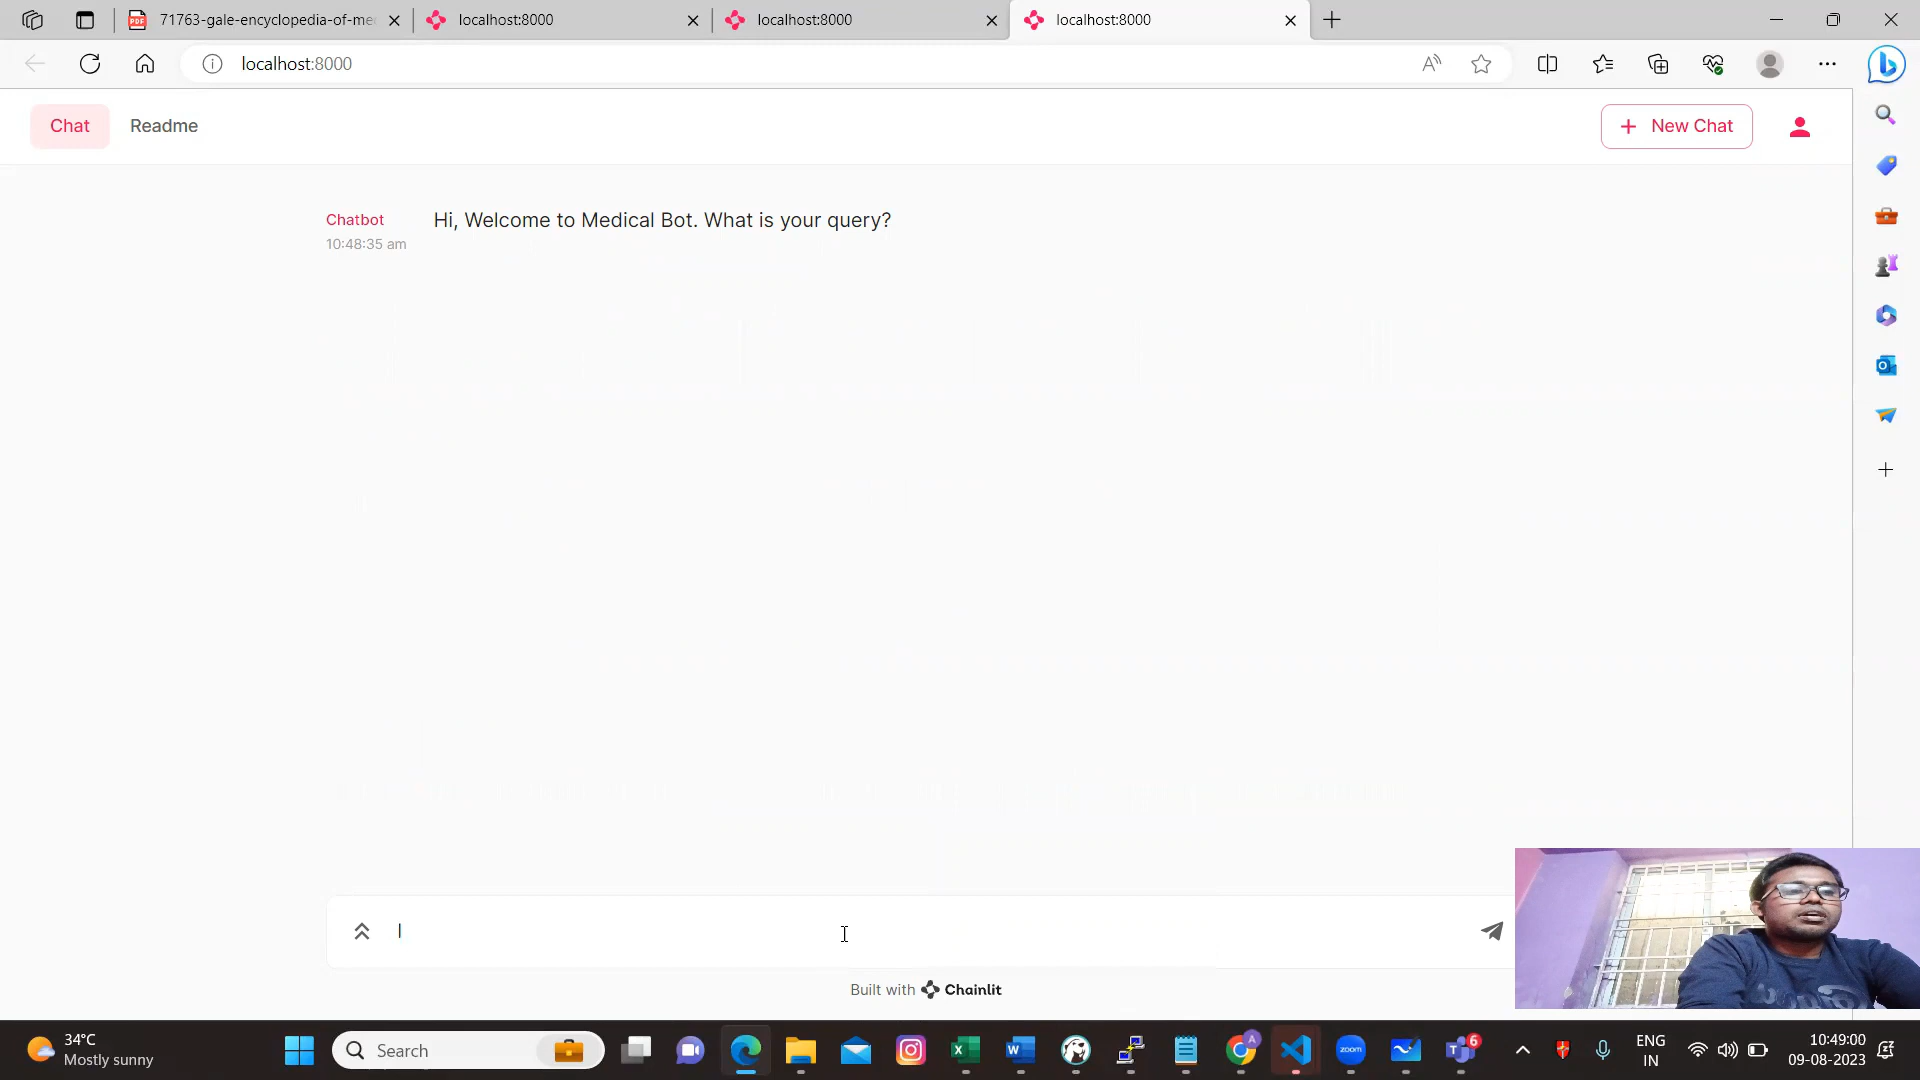 71763-gale-encyclopedia-of-me
localhost:8000
localhost:8000
localhost:8000
localhost:8000
Chat
Readme
New Chat
Chatbot
Hi, Welcome to Medical Bot. What is your query?
10:48:35 am
Built with Chainlit
34°C
Mostly sunny
Search
zoom
6
ENG
IN
10:49:00
09-08-2023